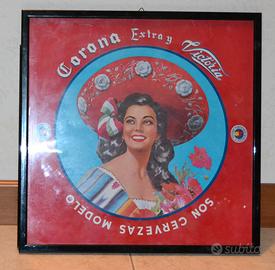 Corona Extra y Victoria
SON CERVEZAS MODELO
subito